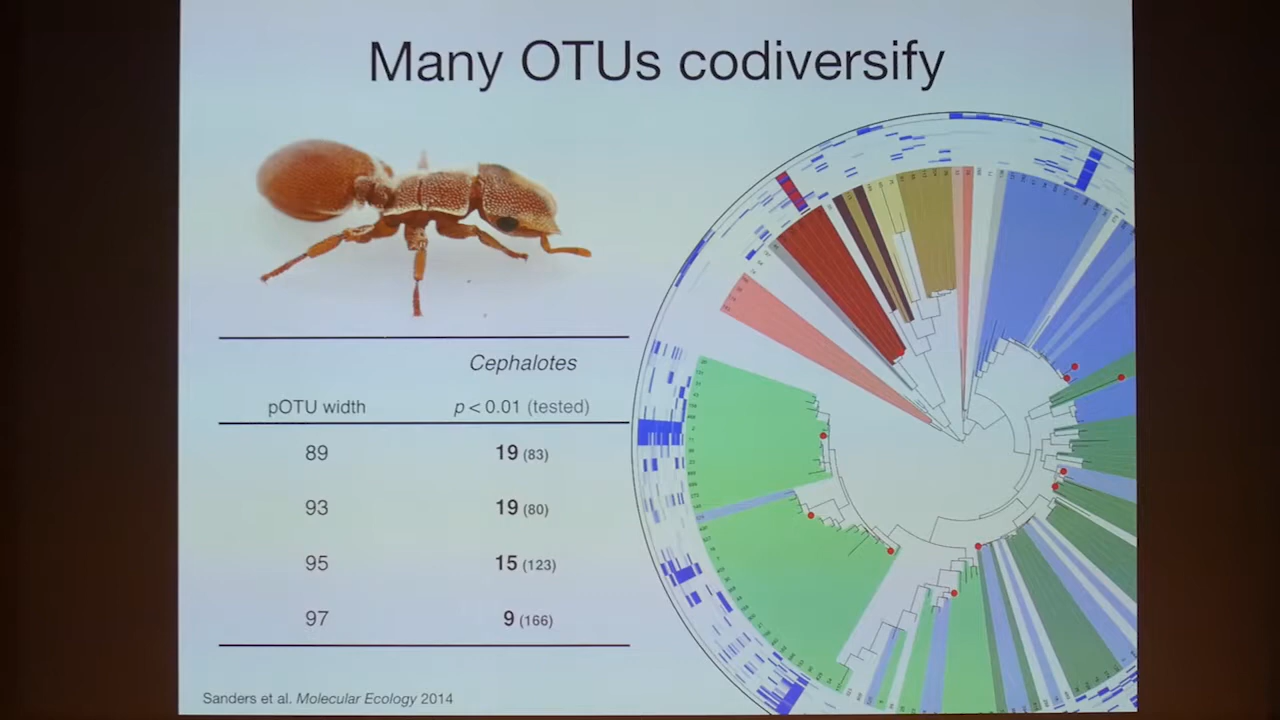 Many OTUs codiversify
Cephalotes
pOTU width p < 0.01 (tested)
89 19 (83)
93 19 (80)
95 15 (123)
97 9 (166)
Sanders et al. Molecular Ecology 2014